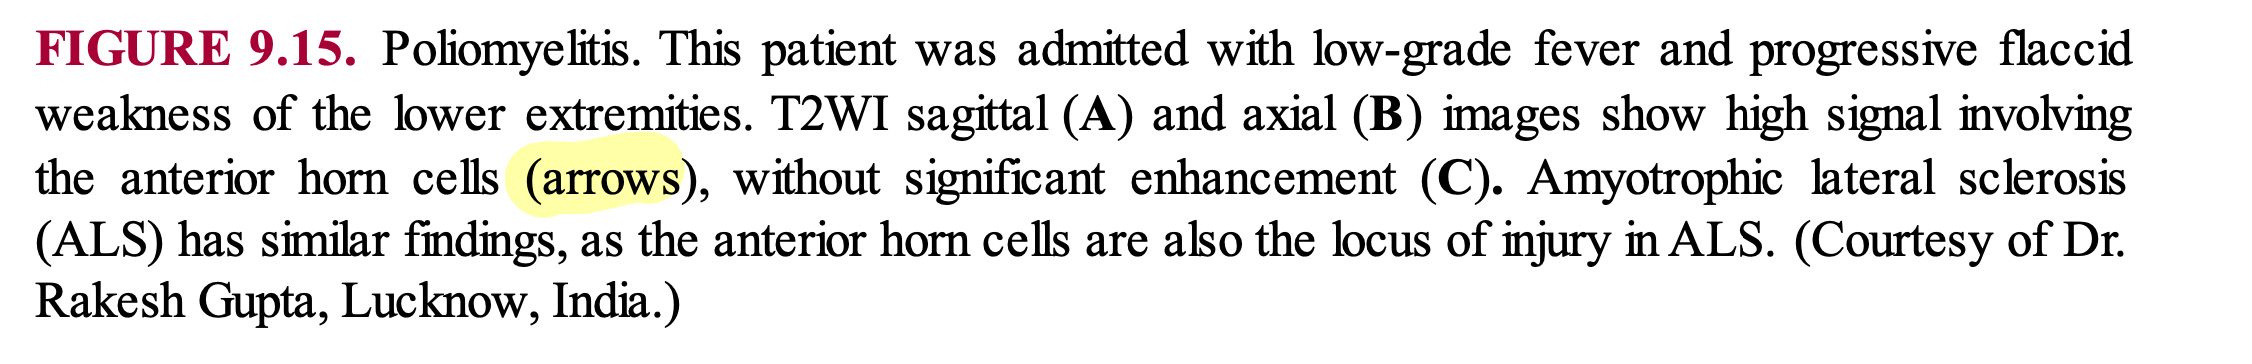 FIGURE 9.15. Poliomyelitis. This patient was admitted with low-grade fever and progressive flaccid
weakness of the lower extremities. T2WI sagittal (A) and axial (B) images show high signal involving
the anterior horn cells (arrows), without significant enhancement (C). Amyotrophic lateral sclerosis
(ALS) has similar findings, as the anterior horn cells are also the locus of injury in ALS. (Courtesy of Dr.
Rakesh Gupta, Lucknow, India.)